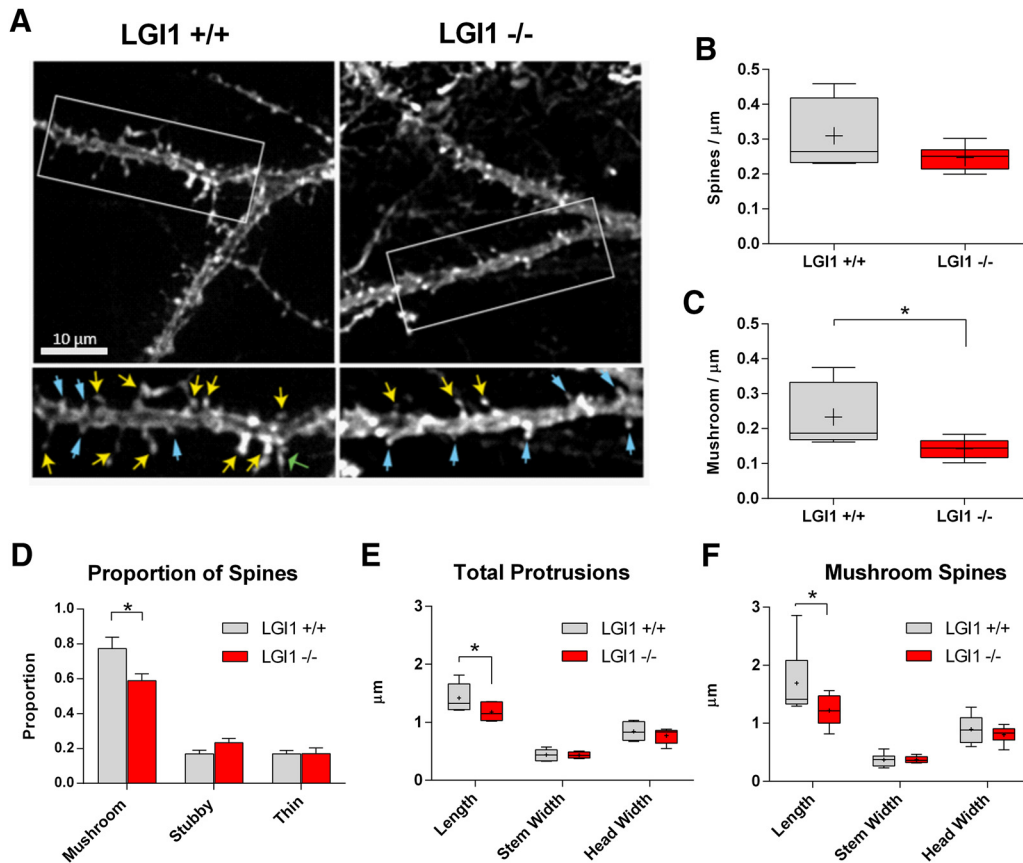 A
LGI1 +/+
LGI1 -/-
10 µm
B
Spines / µm
0.5
0.4
0.3
0.2
0.1
0.0
LGI1 +/+
LGI1 -/-
C
Mushroom / µm
0.5
0.4
0.3
0.2
0.1
0.0
*
LGI1 +/+
LGI1 -/-
D
Proportion of Spines
Proportion
1.0
0.8
0.6
0.4
0.2
0.0
*
LGI1 +/+
LGI1 -/-
Mushroom
Stubby
Thin
E
Total Protrusions
µm
3
2
1
0
*
LGI1 +/+
LGI1 -/-
Length
Stem Width
Head Width
F
Mushroom Spines
µm
3
2
1
0
*
LGI1 +/+
LGI1 -/-
Length
Stem Width
Head Width